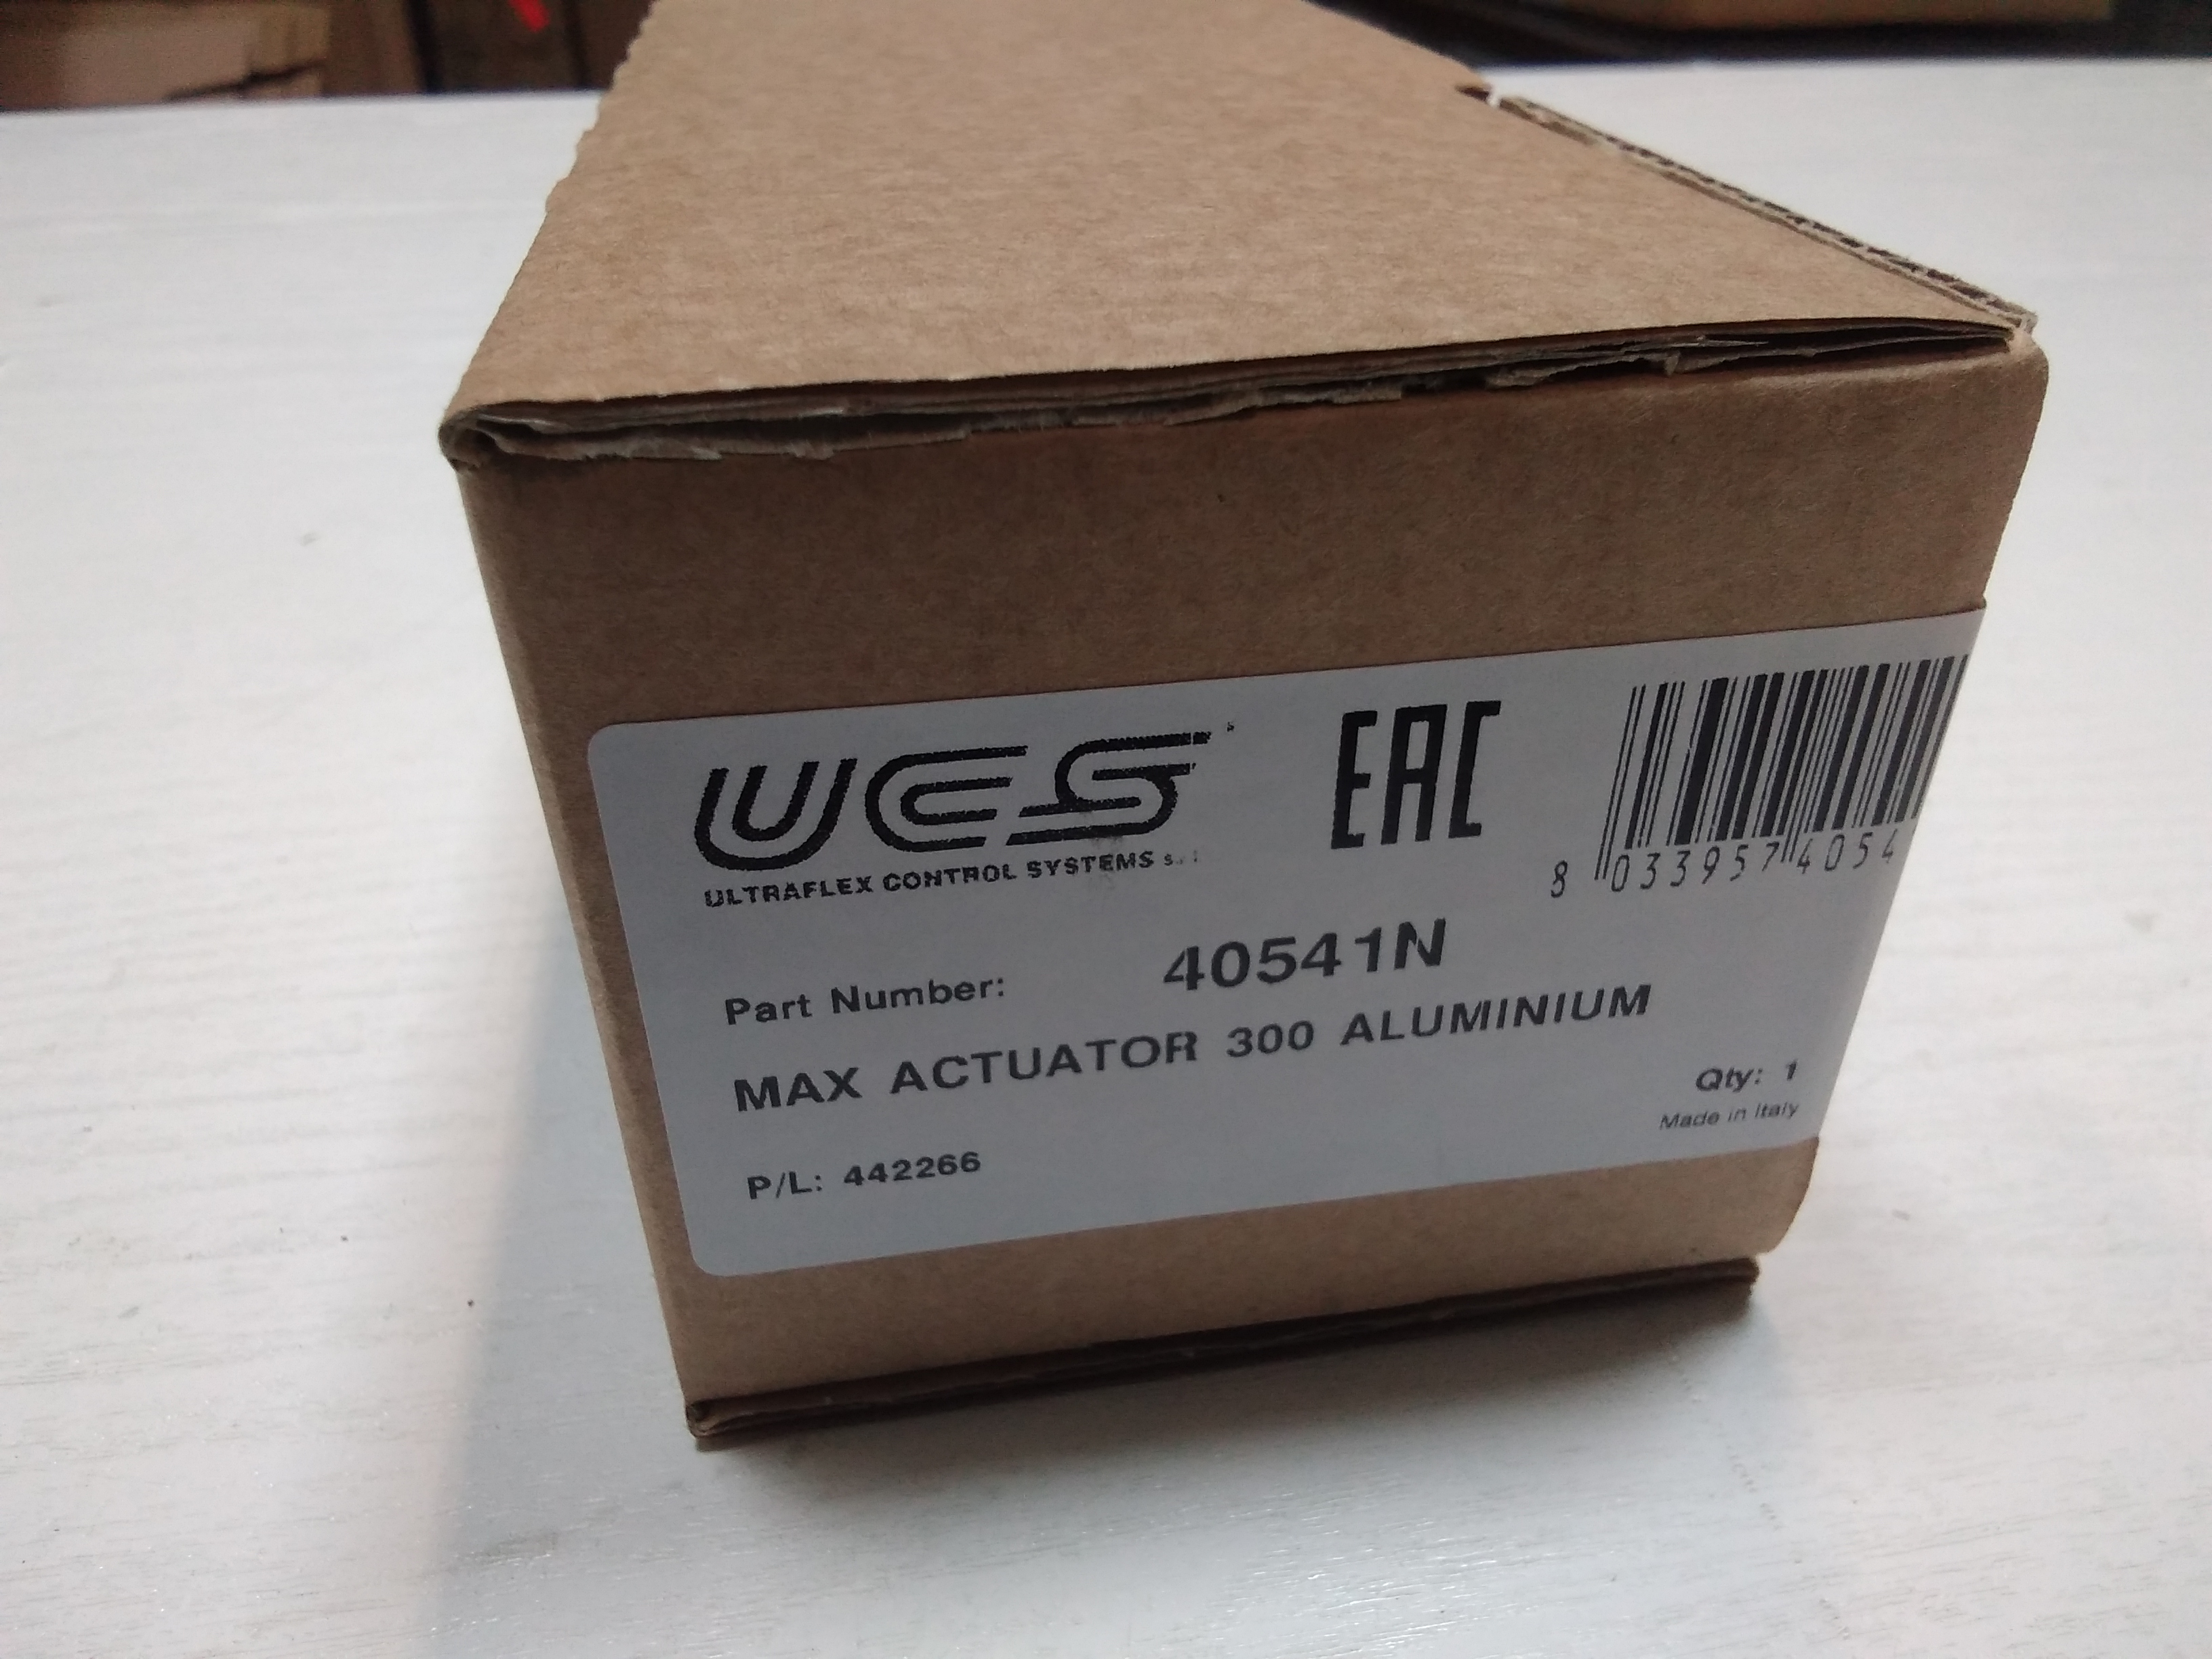 UCS
ULTRAFLEX CONTROL SYSTEMS
EAC
8 033957 4054
Part Number: 40541N
MAX ACTUATOR 300 ALUMINIUM
Qty: 1
Made in Italy
P/L: 442266